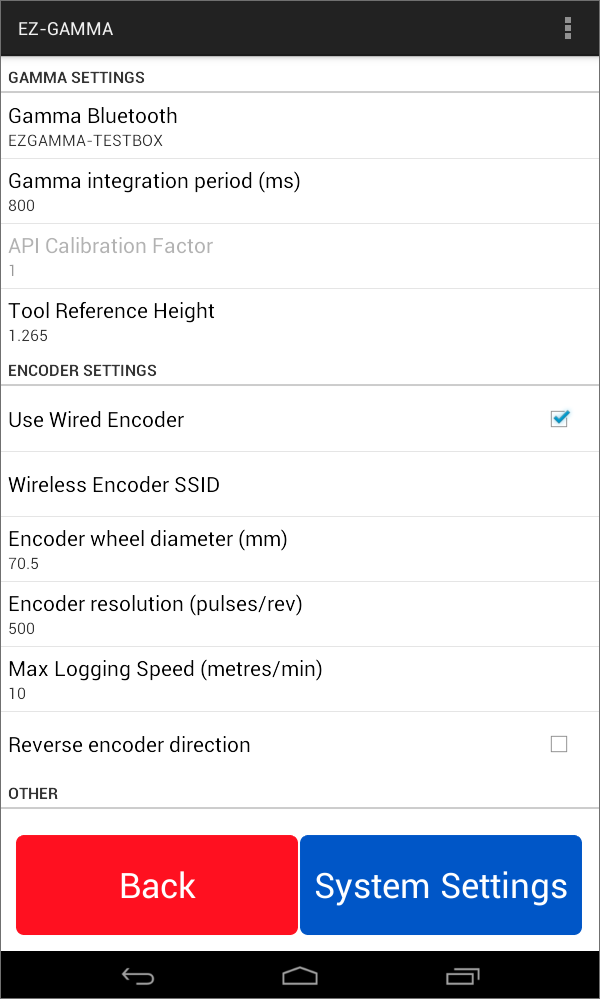 EZ-GAMMA
GAMMA SETTINGS
Gamma Bluetooth
EZGAMMA-TESTBOX
Gamma integration period (ms)
800
API Calibration Factor
1
Tool Reference Height
1.265
ENCODER SETTINGS
Use Wired Encoder
Wireless Encoder SSID
Encoder wheel diameter (mm)
70.5
Encoder resolution (pulses/rev)
500
Max Logging Speed (metres/min)
10
Reverse encoder direction
OTHER
Back
System Settings